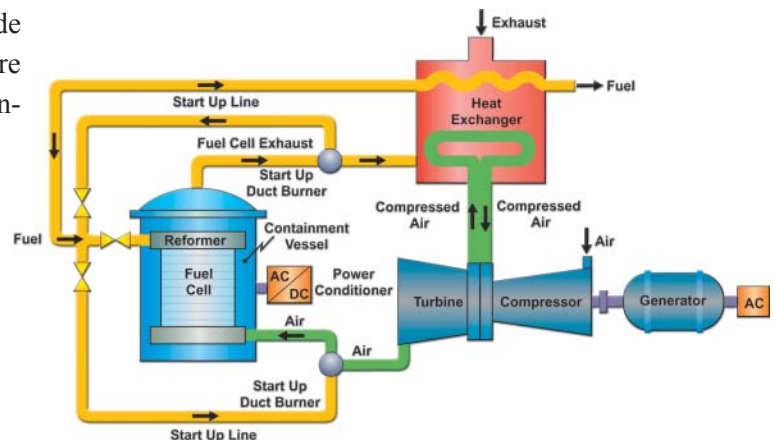 de
re
n-
Exhaust
Fuel
Start Up Line
Heat
Exchanger
Fuel Cell Exhaust
Start Up
Duct Burner
Compressed
Air
Compressed
Air
Containment
Vessel
Fuel
Reformer
Fuel
Cell
AC
DC
Power
Conditioner
Air
Turbine
Compressor
Generator
AC
Air
Air
Start Up
Duct Burner
Start Up Line